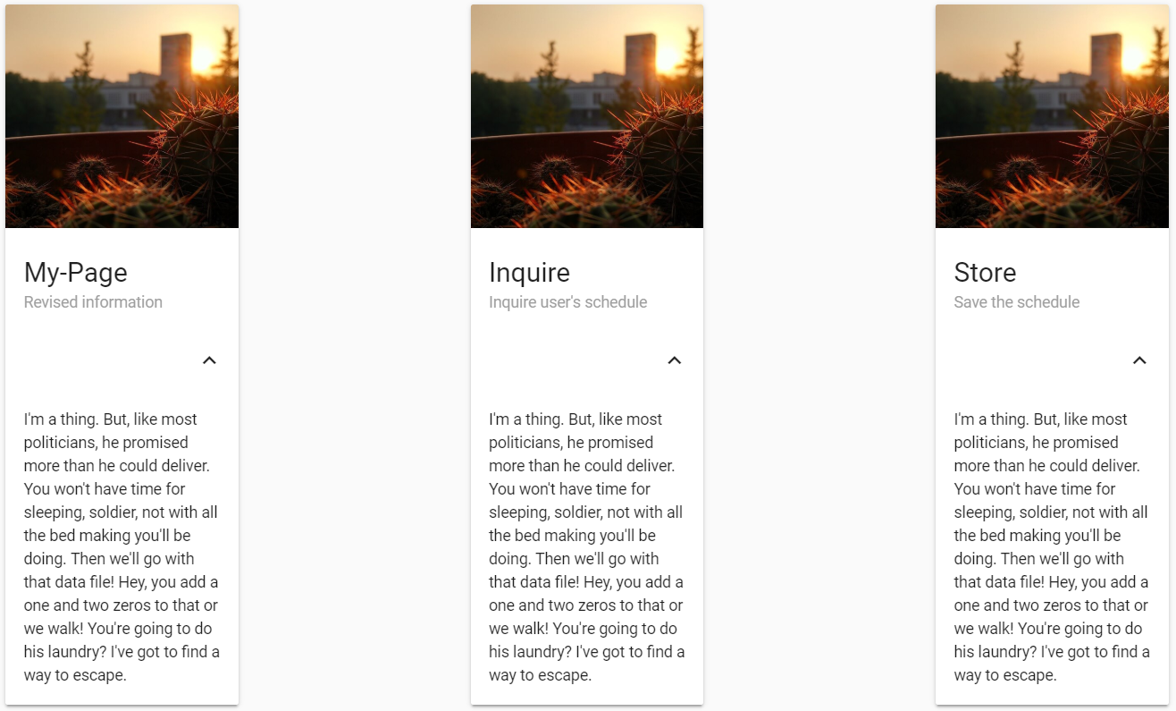 My-Page
Revised information
I'm a thing. But, like most
politicians, he promised
more than he could deliver.
You won't have time for
sleeping, soldier, not with all
the bed making you'll be
doing. Then we'll go with
that data file! Hey, you add a
one and two zeros to that or
we walk! You're going to do
his laundry? I've got to find a
way to escape.
Inquire
Inquire user's schedule
I'm a thing. But, like most
politicians, he promised
more than he could deliver.
You won't have time for
sleeping, soldier, not with all
the bed making you'll be
doing. Then we'll go with
that data file! Hey, you add a
one and two zeros to that or
we walk! You're going to do
his laundry? I've got to find a
way to escape.
Store
Save the schedule
I'm a thing. But, like most
politicians, he promised
more than he could deliver.
You won't have time for
sleeping, soldier, not with all
the bed making you'll be
doing. Then we'll go with
that data file! Hey, you add a
one and two zeros to that or
we walk! You're going to do
his laundry? I've got to find a
way to escape.